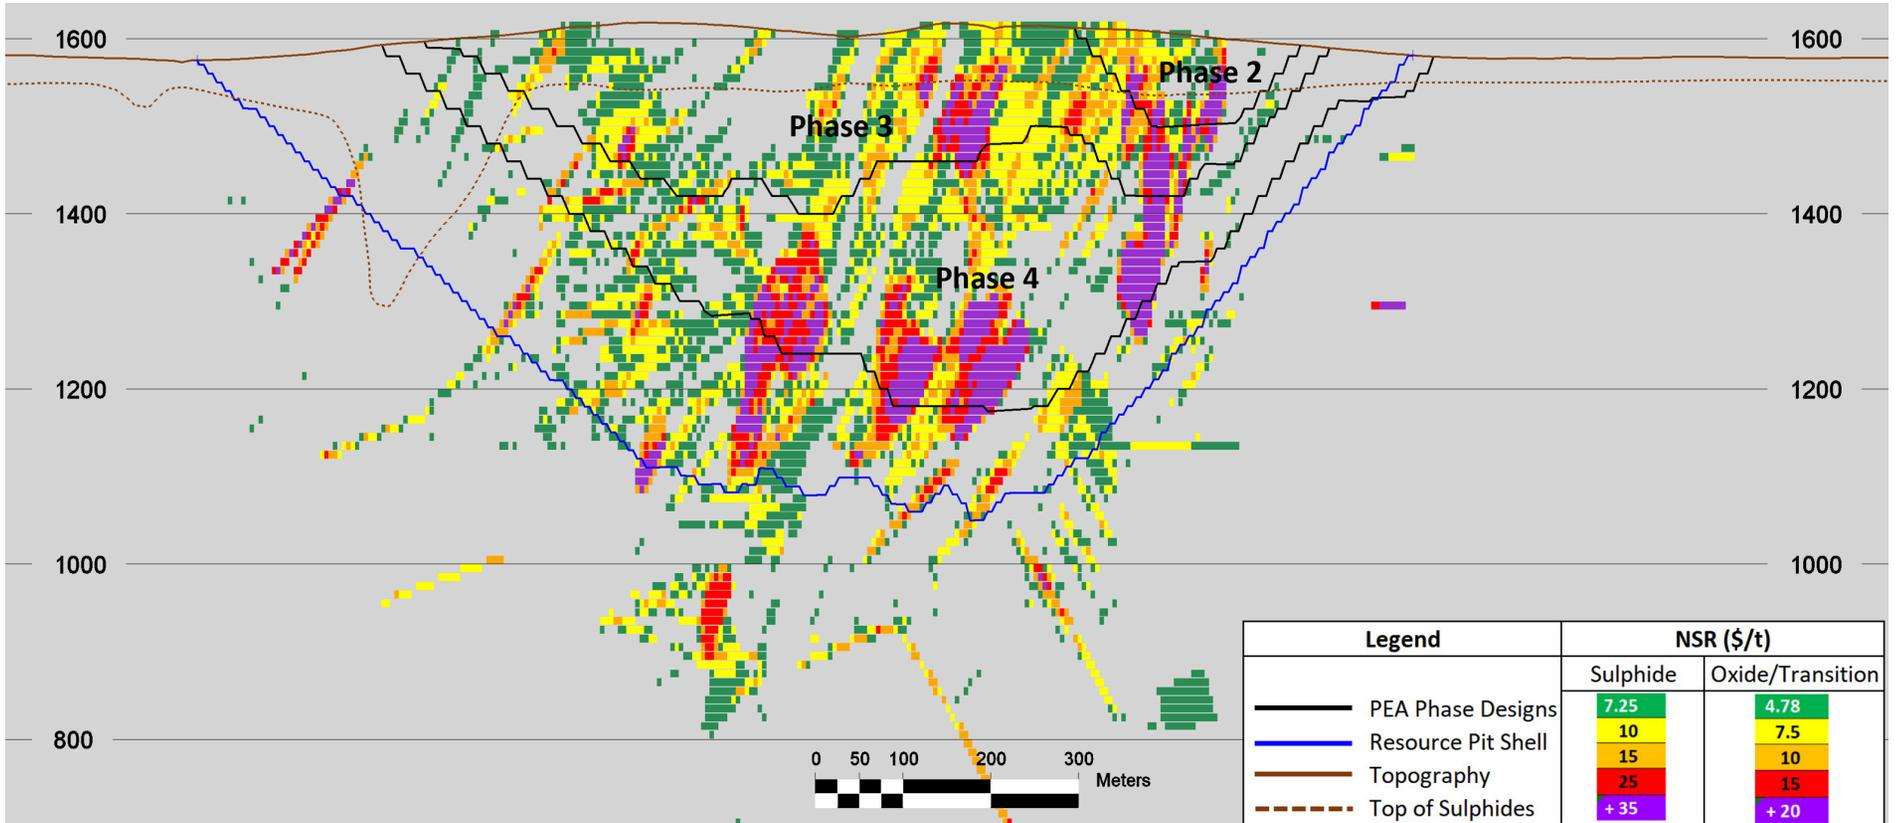 1600 1600
Phase 2
Phase 3
1400 1400
Phase 4
1200 1200
1000 1000
Legend NSR ($/t)
Sulphide Oxide/Transition
PEA Phase Designs 7.25 4.78
Resource Pit Shell 10 7.5
15 10
Topography 25 15
Top of Sulphides + 35 + 20
800
0 50 100 200 300 Meters